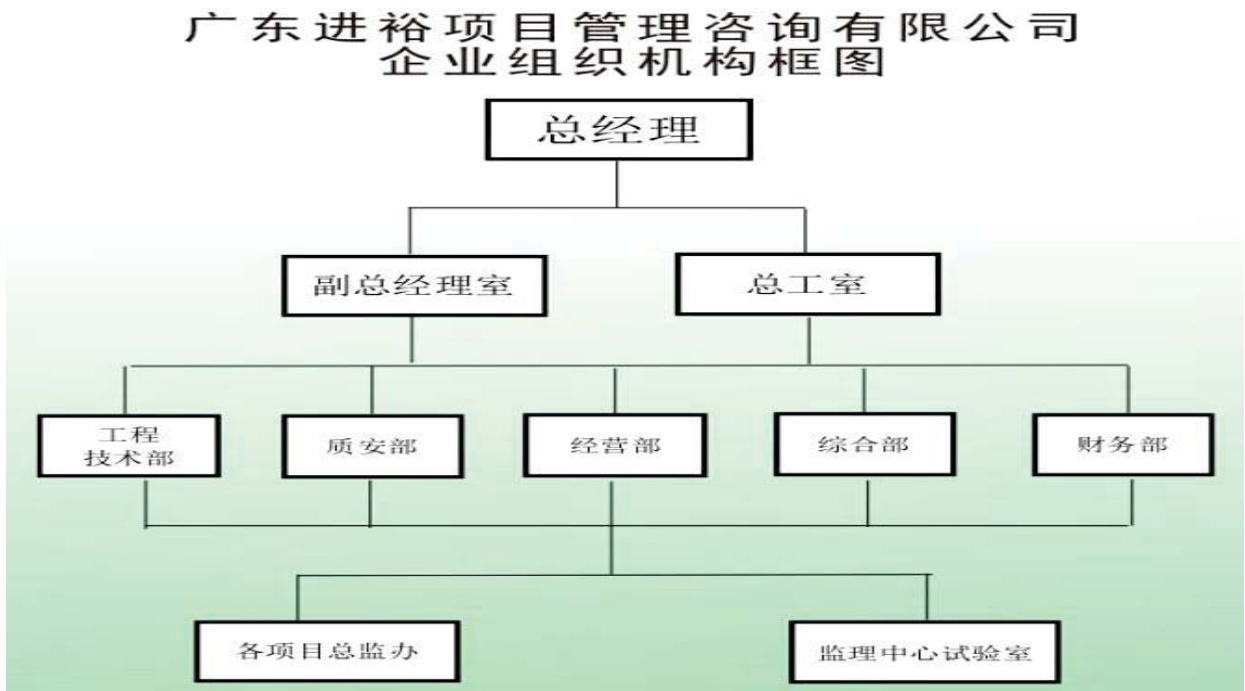 广东进裕项目管理咨询有限公司
企业组织机构框图
总经理
副总经理室
总工室
工程
技术部
质安部
经营部
综合部
财务部
各项目总监办
监理中心试验室